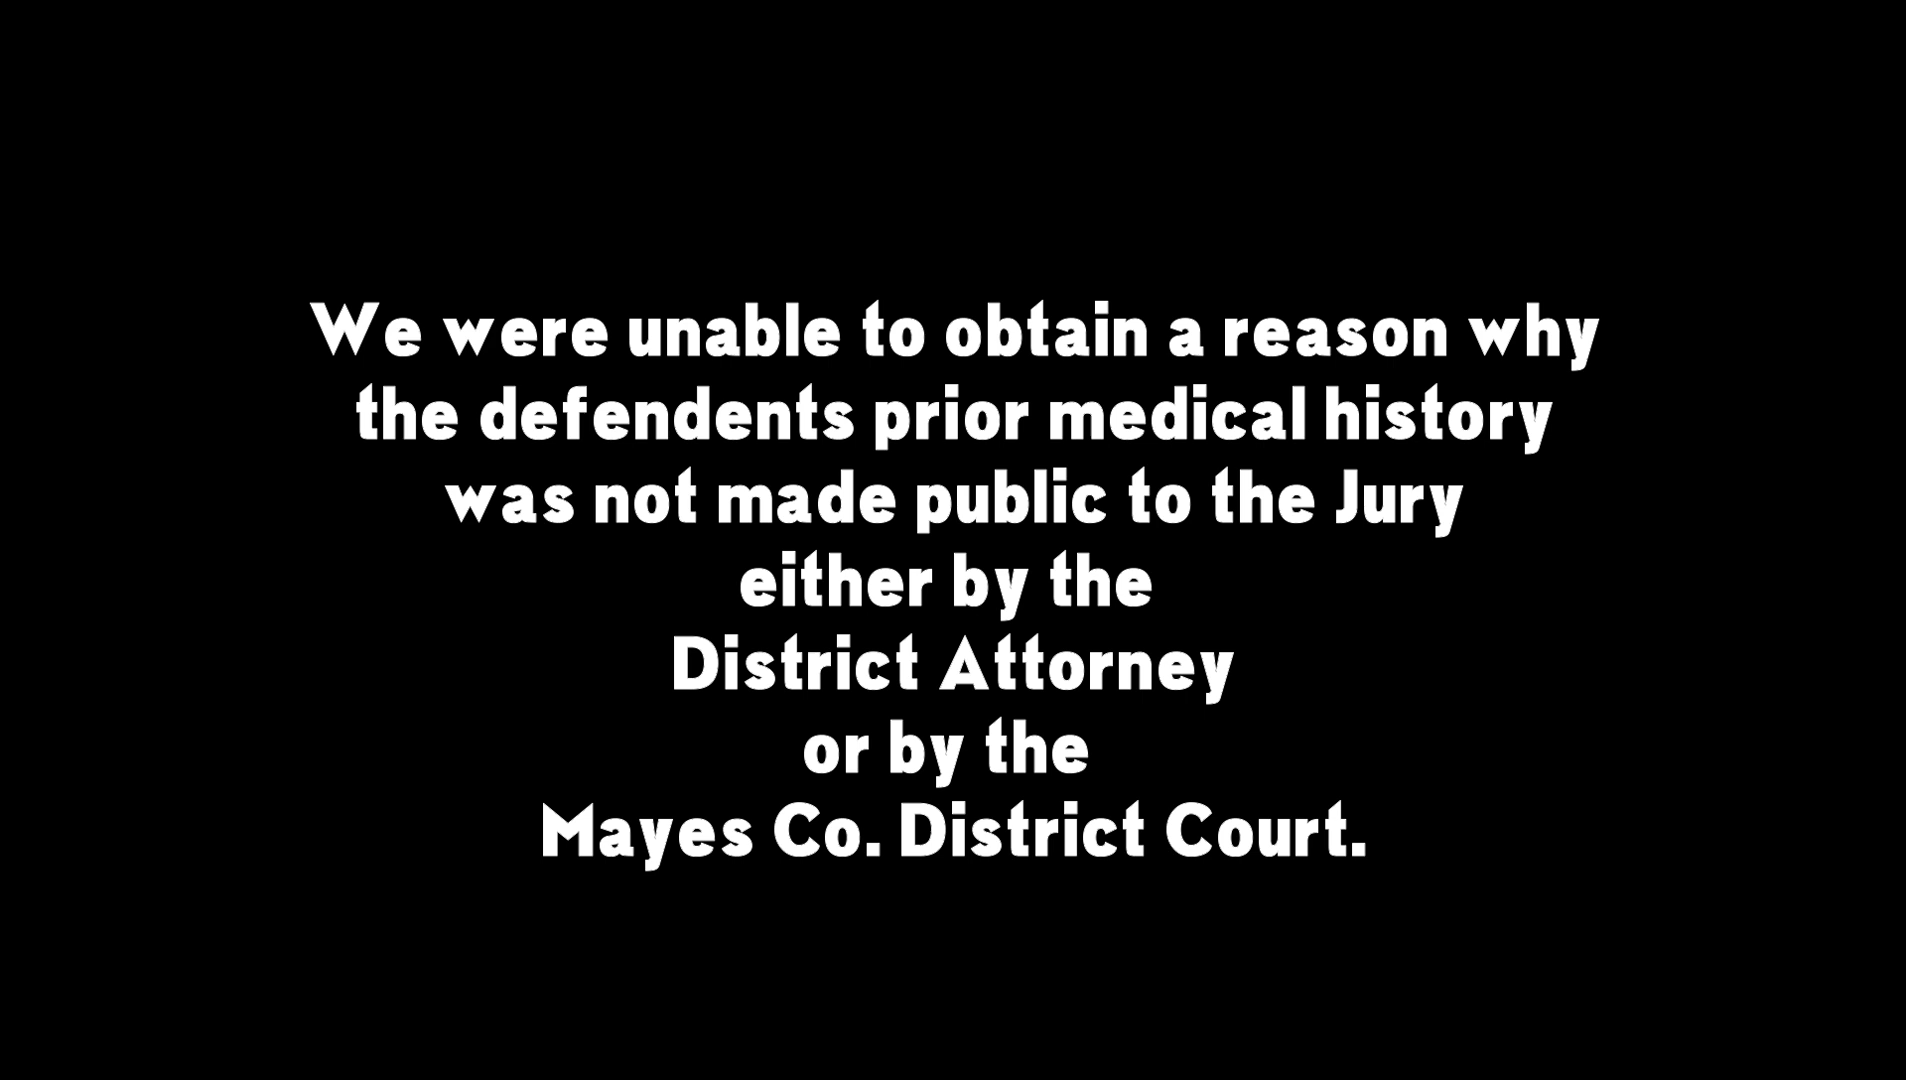 We were unable to obtain a reason why
the defendents prior medical history
was not made public to the Jury
either by the
District Attorney
or by the
Mayes Co. District Court.